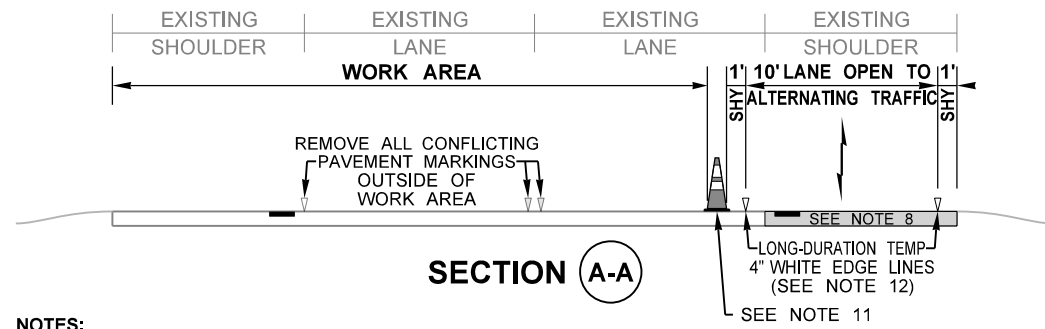 EXISTING EXISTING EXISTING EXISTING
SHOULDER LANE LANE SHOULDER
WORK AREA 1' 10' LANE OPEN TO 1'
SHY ALTERNATING TRAFFIC SHY
REMOVE ALL CONFLICTING
PAVEMENT MARKINGS
OUTSIDE OF
WORK AREA
SEE NOTE 8
LONG-DURATION TEMP
4" WHITE EDGE LINES
(SEE NOTE 12)
SECTION A-A
SEE NOTE 11
NOTES: